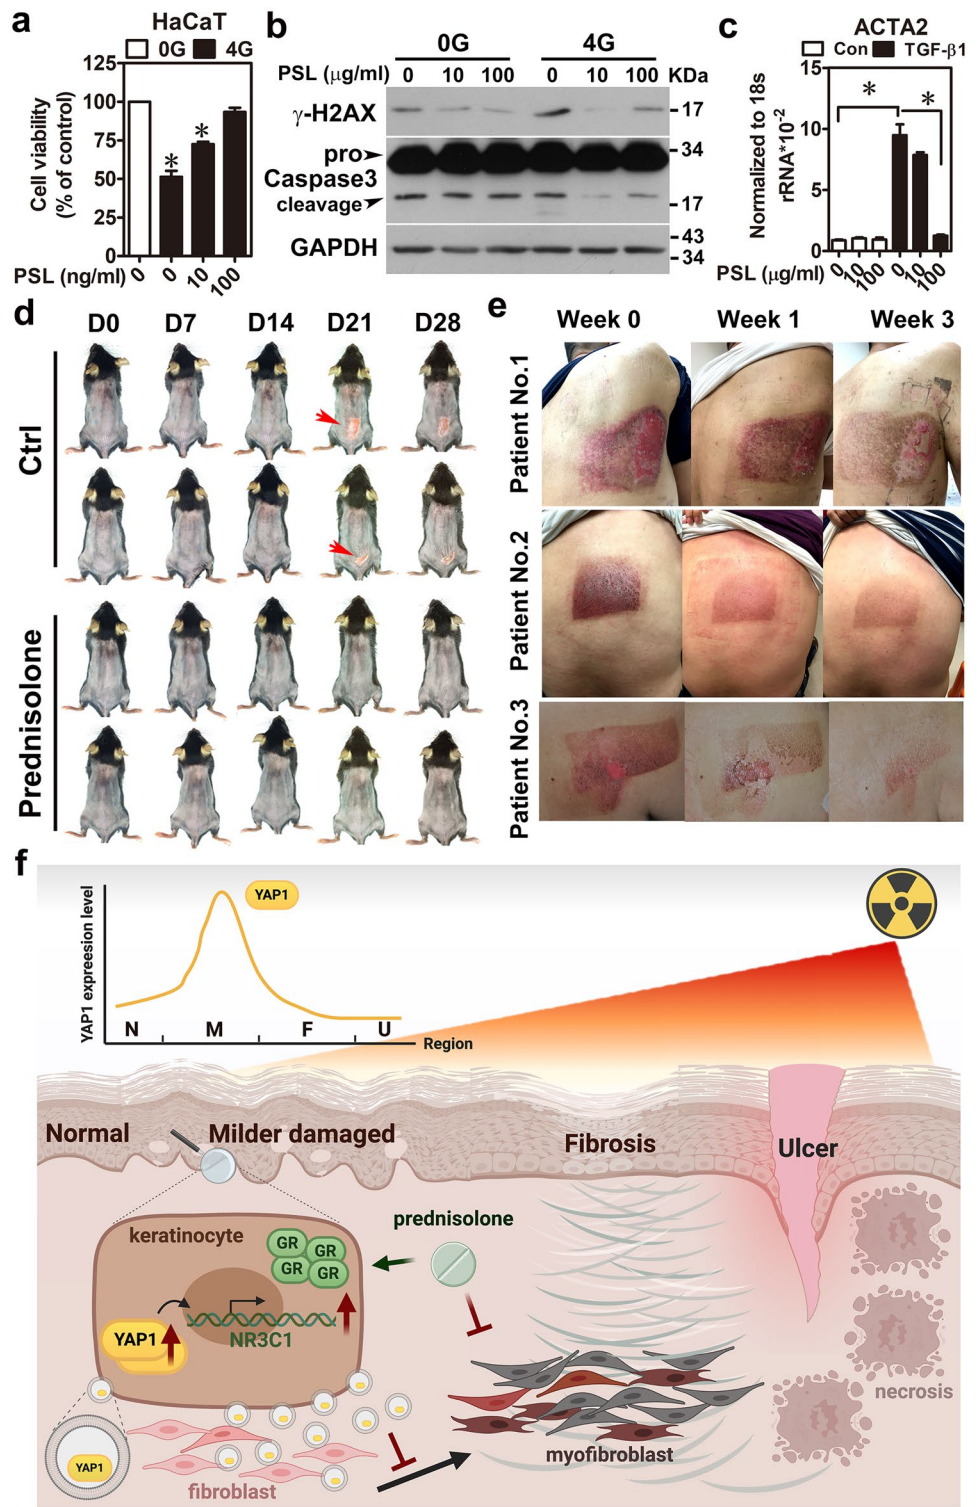 a
HaCaT
0G 4G
Cell viability
(% of control)
125
100
75
50
25
0
*
*
PSL (ng/ml)
0 0 10 100
b
0G 4G
PSL (μg/ml) 0 10 100 0 10 100 KDa
γ-H2AX
17
pro
Caspase3
cleavage
34
17
GAPDH
43
34
c
ACTA2
Con TGF-β1
Normalized to 18s
rRNA*10-2
15
10
5
0
*
*
PSL (μg/ml)
0 10 100 0 10 100
d
D0 D7 D14 D21 D28
Ctrl
Prednisolone
e
Week 0 Week 1 Week 3
Patient No.1
Patient No.2
Patient No.3
f
YAP1 expreesion level
YAP1
N M F U
Region
Normal
Milder damaged
Fibrosis
Ulcer
keratinocyte
GR GR
GR GR
prednisolone
YAP1
NR3C1
YAP1
fibroblast
myofibroblast
necrosis